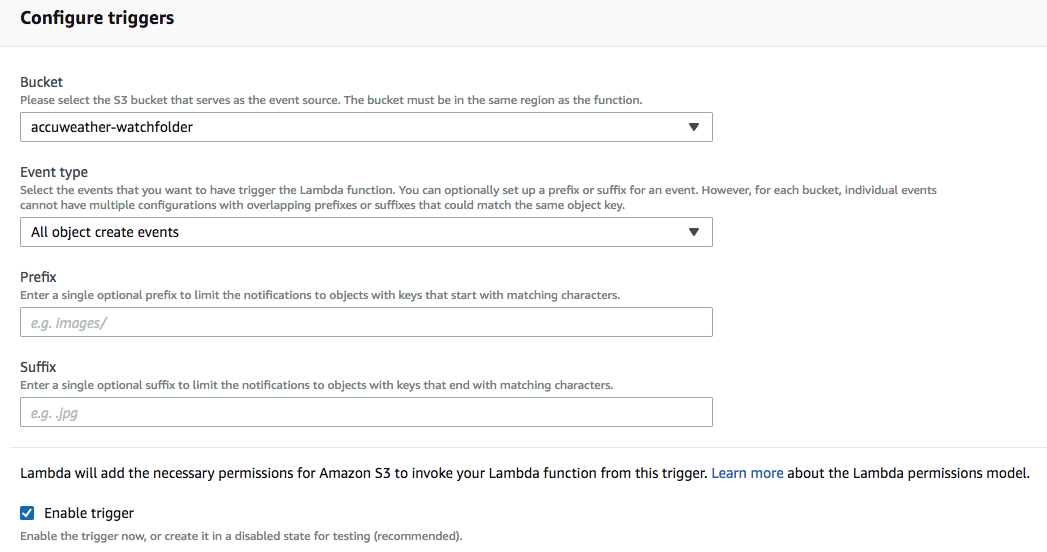 Configure triggers
Bucket
Please select the S3 bucket that serves as the event source. The bucket must be in the same region as the function.
accuweather-watchfolder
Event type
Select the events that you want to have trigger the Lambda function. You can optionally set up a prefix or suffix for an event. However, for each bucket, individual events
cannot have multiple configurations with overlapping prefixes or suffixes that could match the same object key.
All object create events
Prefix
Enter a single optional prefix to limit the notifications to objects with keys that start with matching characters.
e.g. images/
Suffix
Enter a single optional suffix to limit the notifications to objects with keys that end with matching characters.
e.g. .jpg
Lambda will add the necessary permissions for Amazon S3 to invoke your Lambda function from this trigger. Learn more about the Lambda permissions model.
Enable trigger
Enable the trigger now, or create it in a disabled state for testing (recommended).